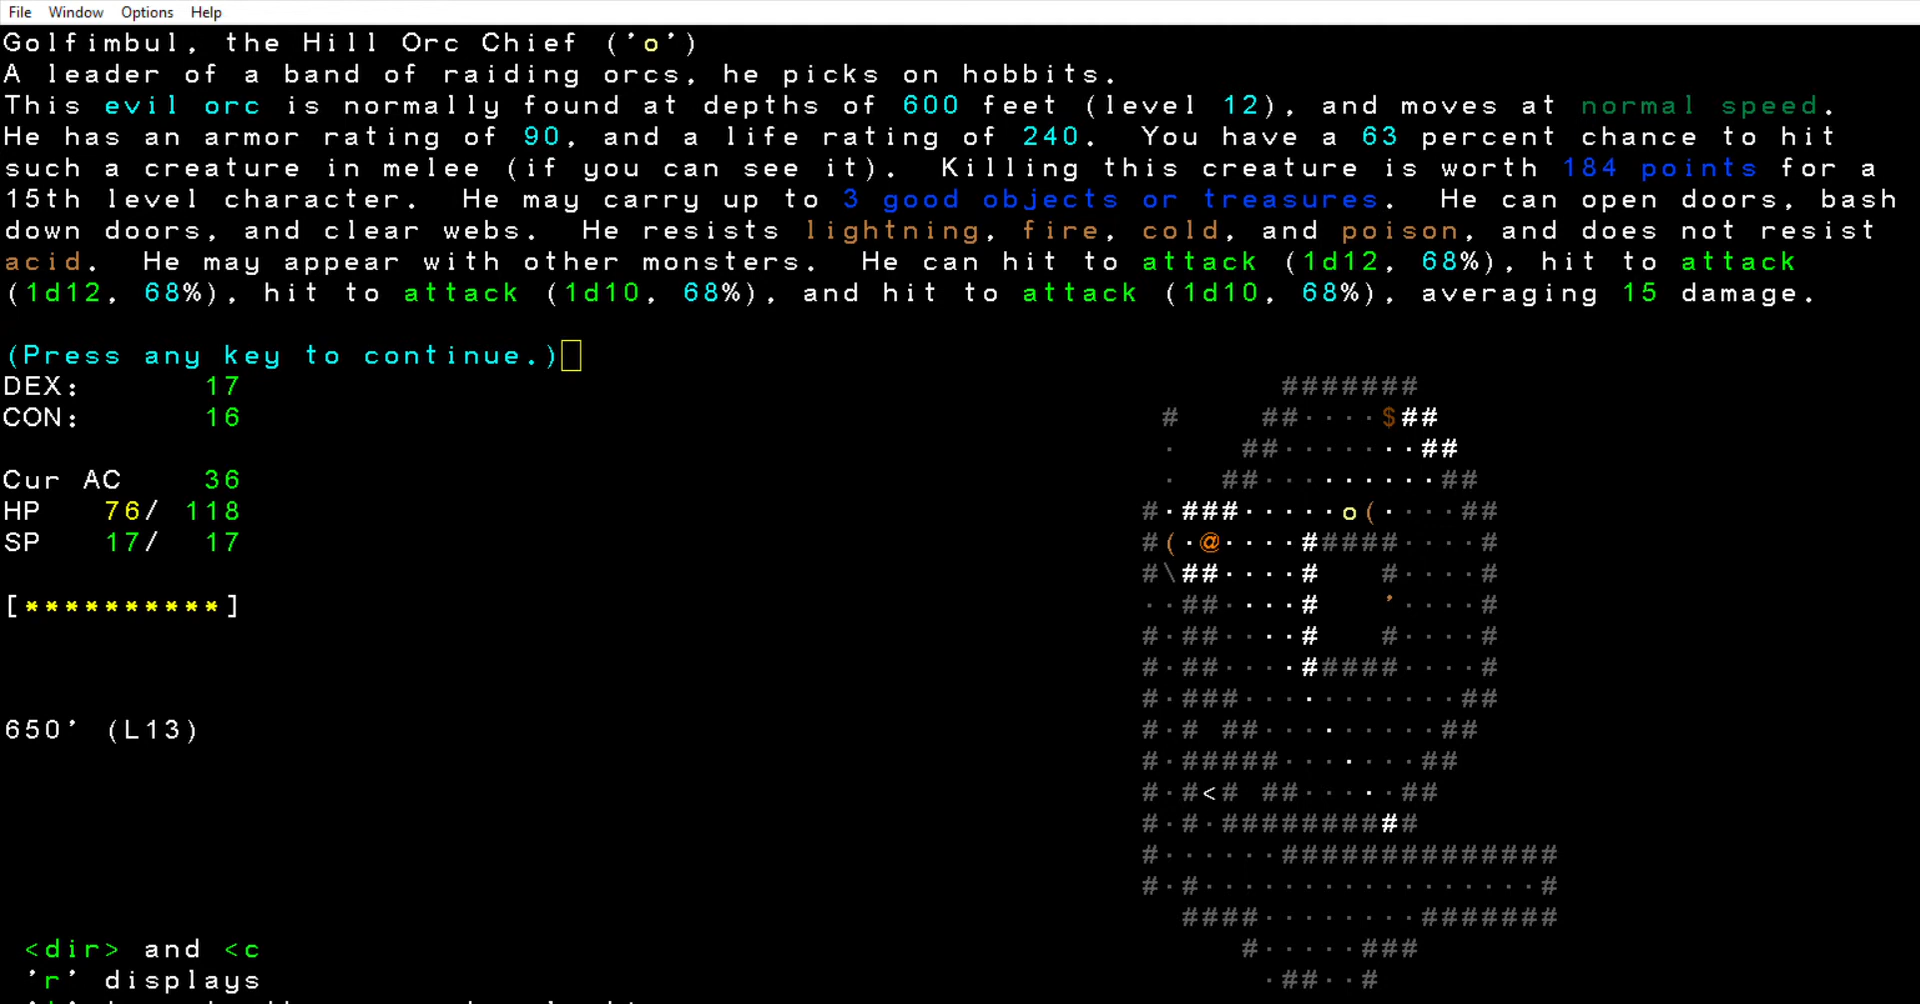 File Window Options Help
Golfimbul, the Hill Orc Chief ('o')
A leader of a band of raiding orcs, he picks on hobbits.
This evil orc is normally found at depths of 600 feet (level 12), and moves at normal speed.
He has an armor rating of 90, and a life rating of 240.  You have a 63 percent chance to hit
such a creature in melee (if you can see it).  Killing this creature is worth 184 points for a
15th level character.  He may carry up to 3 good objects or treasures.  He can open doors, bash
down doors, and clear webs.  He resists lightning, fire, cold, and poison, and does not resist
acid.  He may appear with other monsters.  He can hit to attack (1d12, 68%), hit to attack
(1d12, 68%), hit to attack (1d10, 68%), and hit to attack (1d10, 68%), averaging 15 damage.
(Press any key to continue.)
DEX: 17 #######
CON: 16 # ##····$##
· ##·······##
Cur AC 36 · ##·········##
HP 76/ 118 #·###·····o(····##
SP 17/ 17 #(·@····#####····#
#\##····# #····#
[**********] ··##····# '····#
#·##····# #····#
#·##····#####····#
#·###···········##
650' (L13) #·# ##·········##
#·#####·······##
#·#<# ##·····##
#·#·##########
#······##############
#·#·················#
####········#######
<dir> and <c #·····###
'r' displays ·##··#